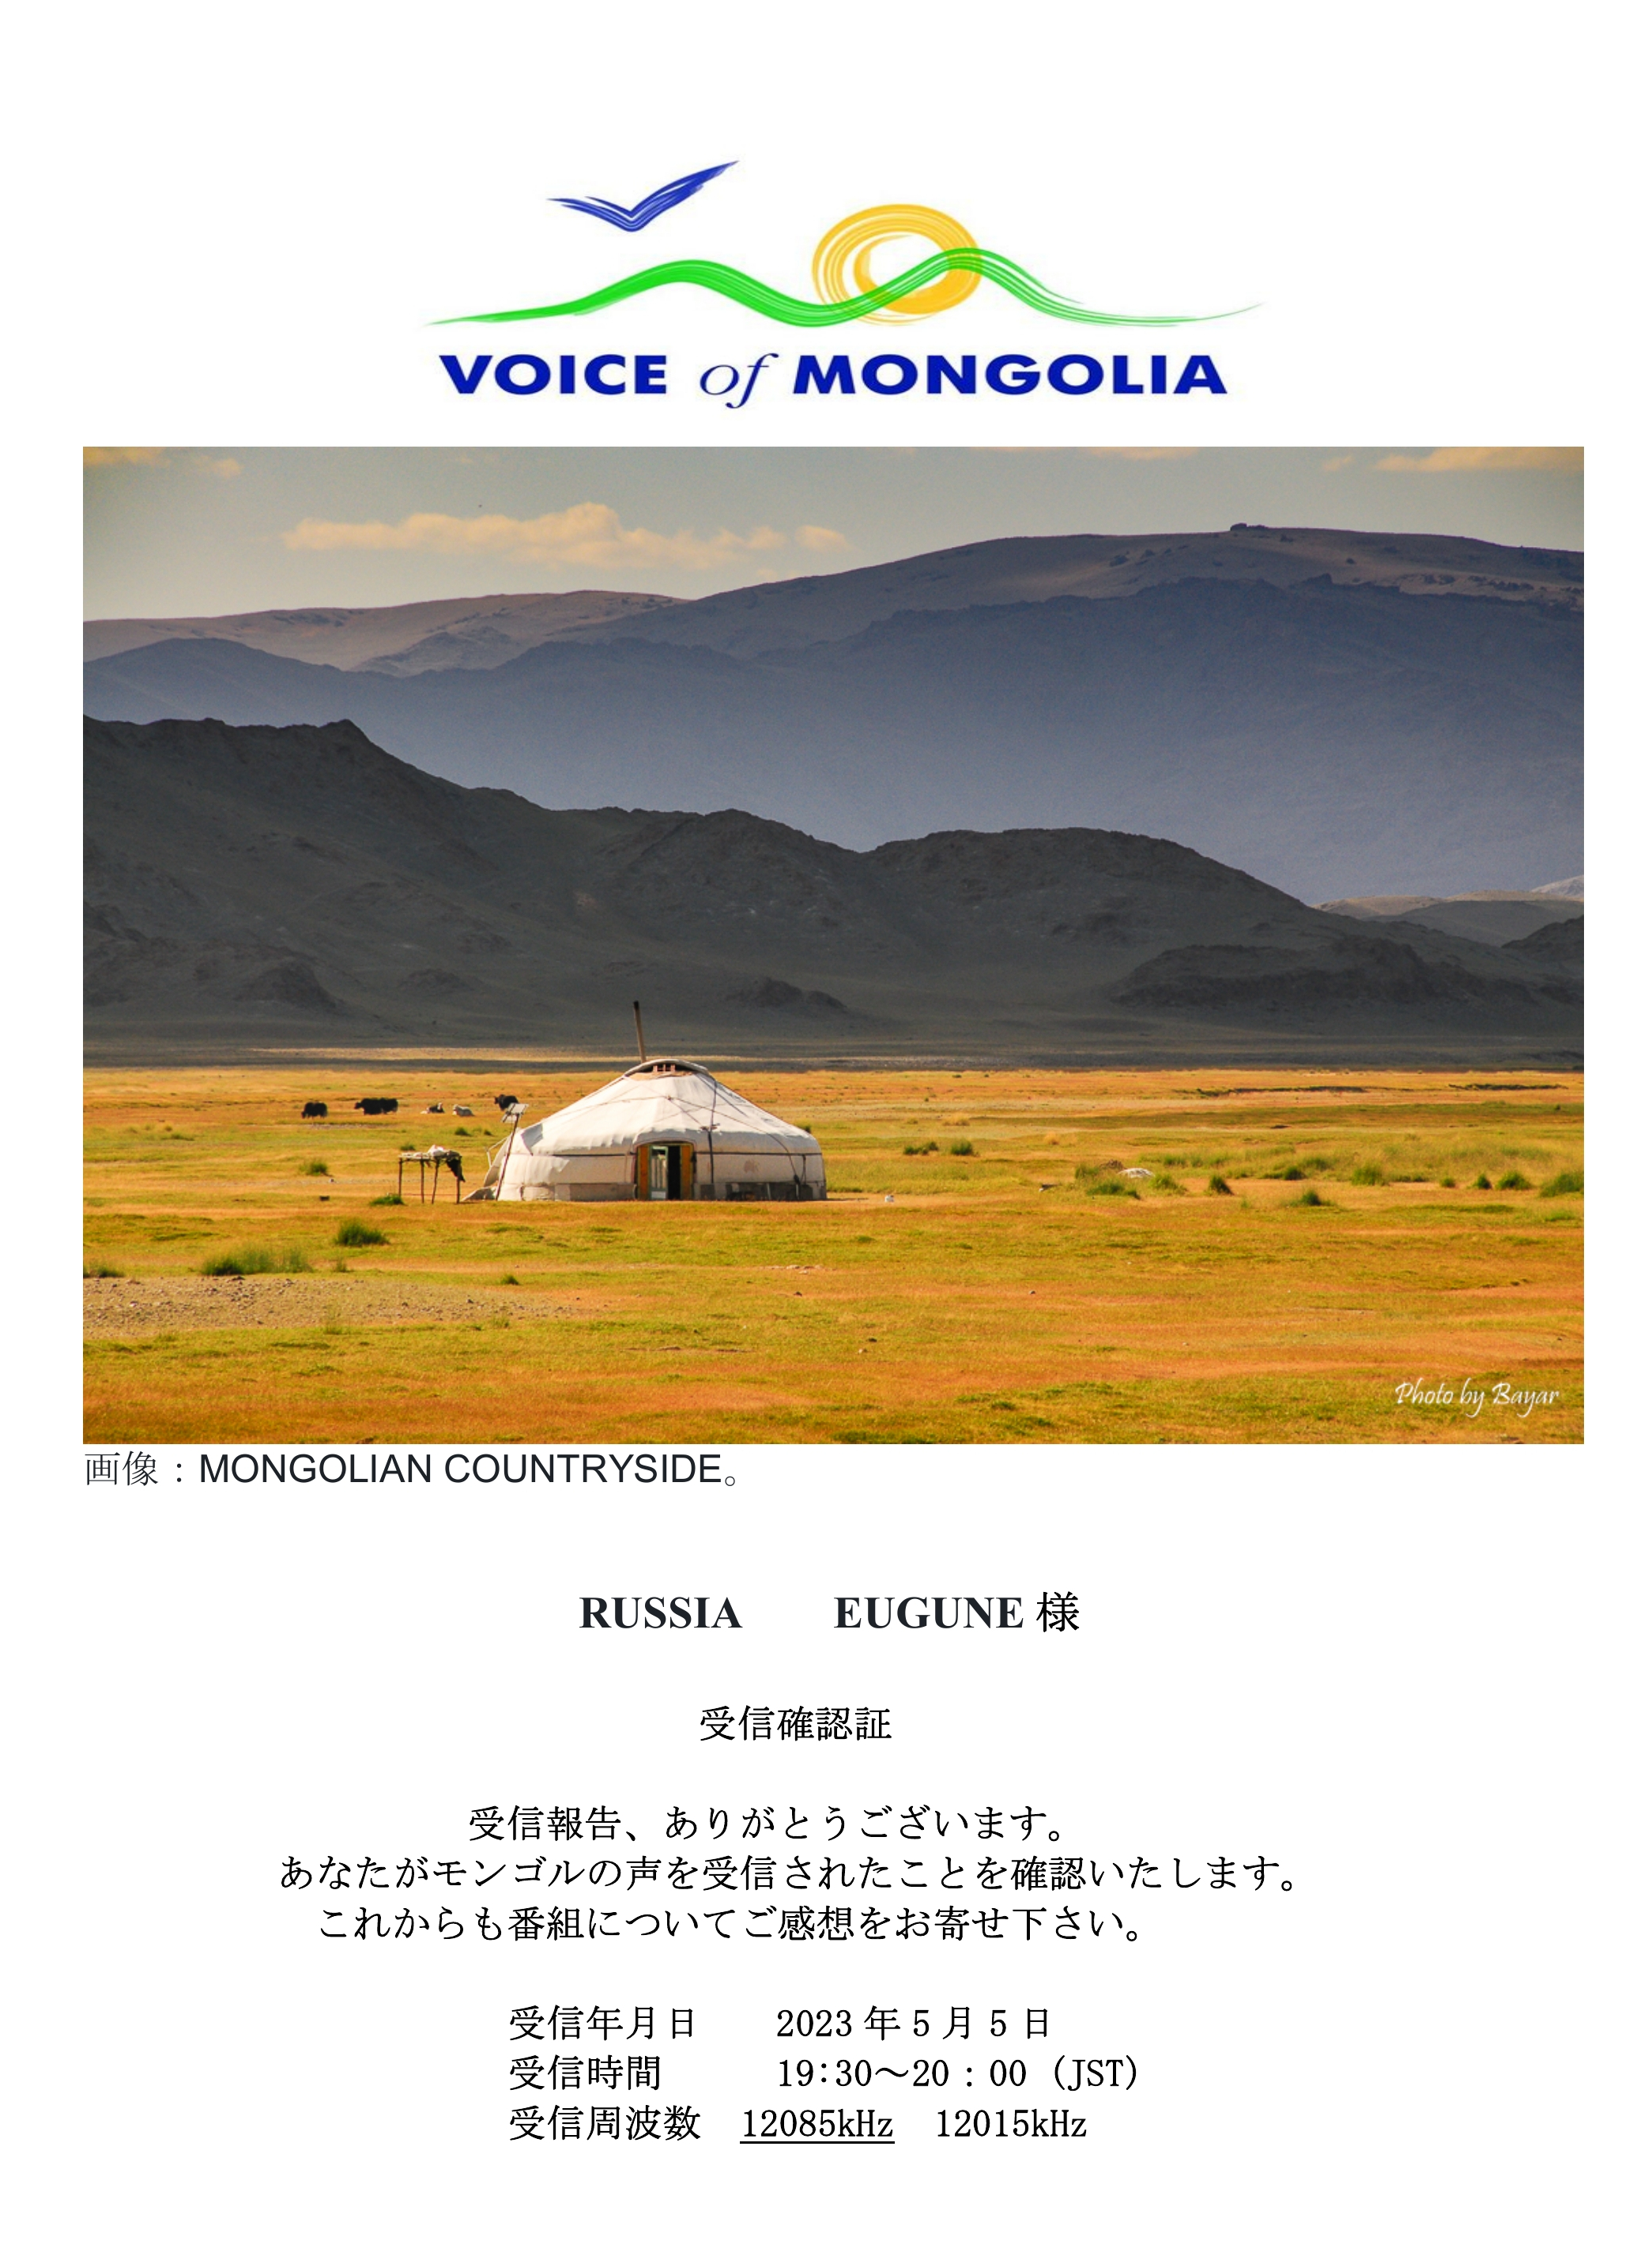 VOICE of MONGOLIA
Photo by Bayar
画像：MONGOLIAN COUNTRYSIDE。
RUSSIA EUGUNE 様
受信確認証
受信報告、ありがとうございます。
あなたがモンゴルの声を受信されたことを確認いたします。
これからも番組についてご感想をお寄せ下さい。
受信年月日 2023 年 5 月 5 日
受信時間 19:30～20：00 (JST)
受信周波数 12085kHz 12015kHz